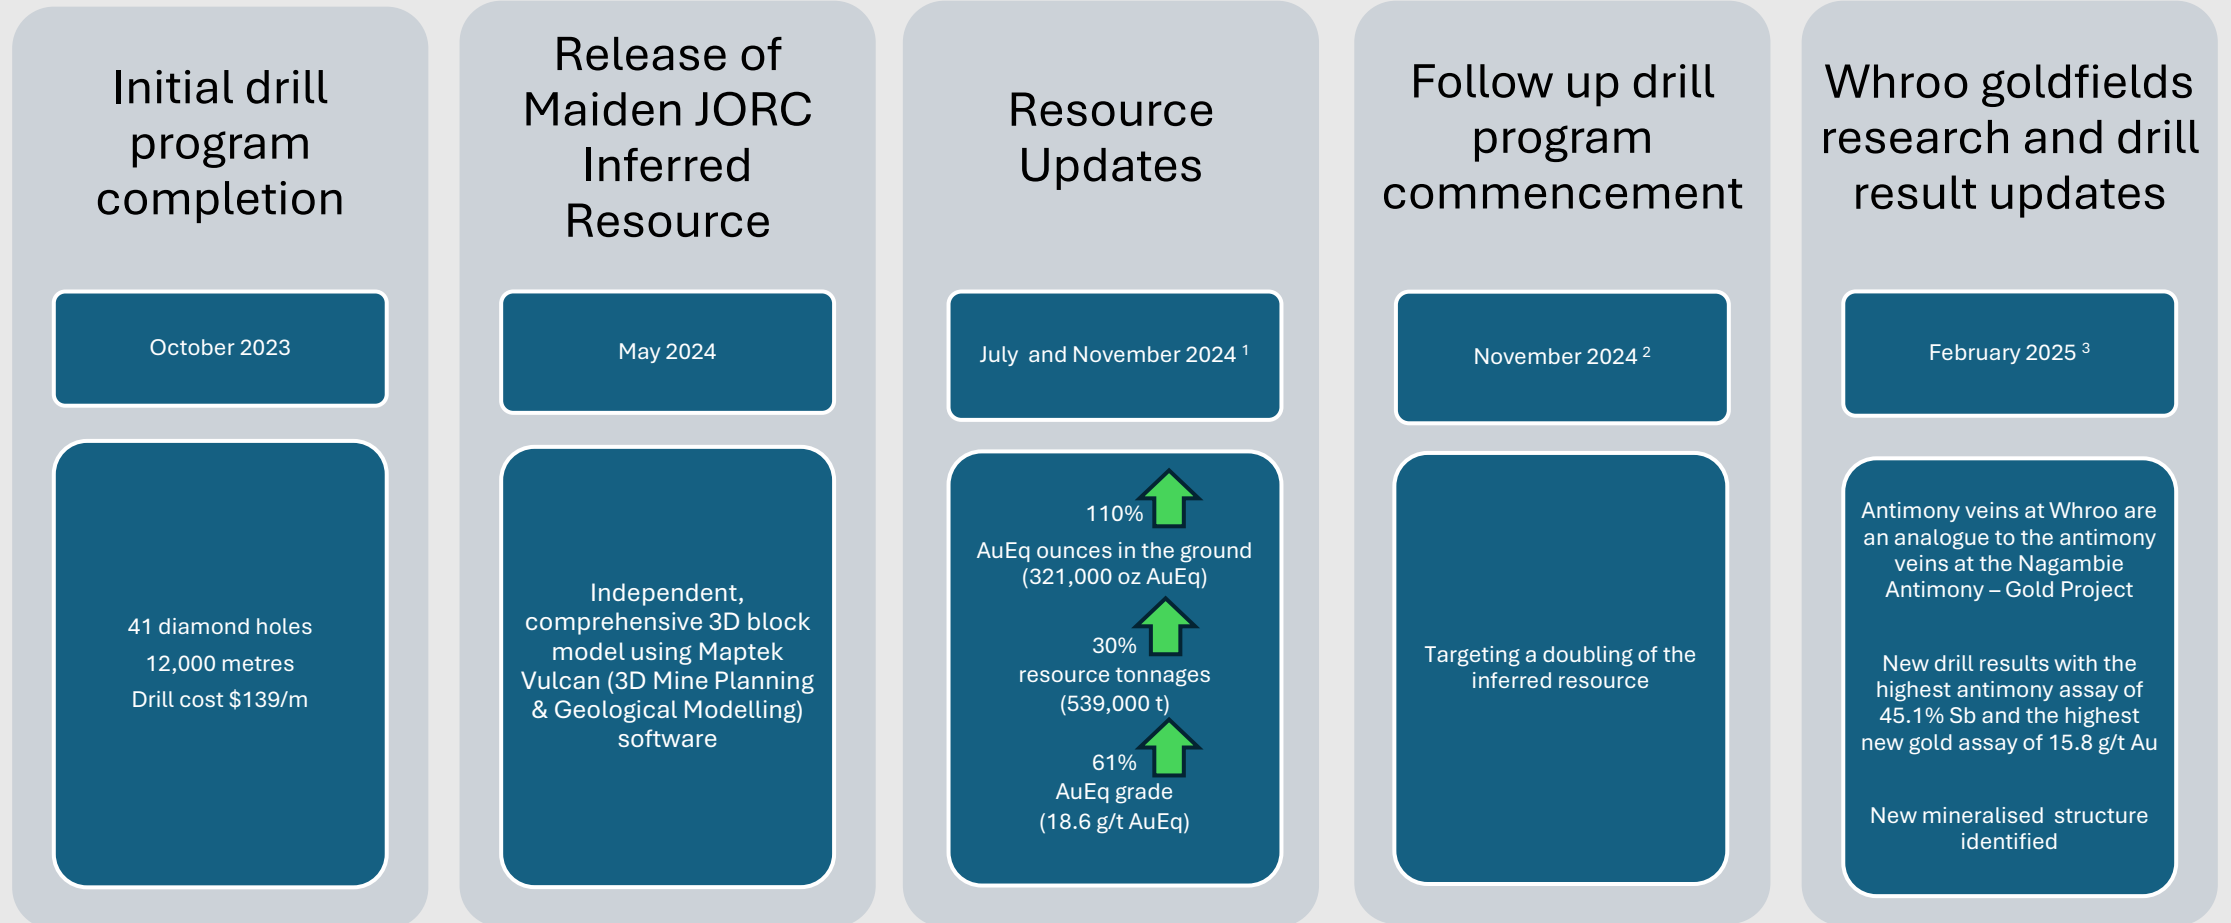 Initial drill
program
completion
October 2023
41 diamond holes
12,000 metres
Drill cost $139/m
Release of
Maiden JORC
Inferred
Resource
May 2024
Independent,
comprehensive 3D block
model using Maptek
Vulcan (3D Mine Planning
& Geological Modelling)
software
Resource
Updates
July  and November 2024 ¹
110%
AuEq ounces in the ground
(321,000 oz AuEq)
30%
resource tonnages
(539,000 t)
61%
AuEq grade
(18.6 g/t AuEq)
Follow up drill
program
commencement
November 2024 ²
Targeting a doubling of the
inferred resource
Whroo goldfields
research and drill
result updates
February 2025 ³
Antimony veins at Whroo are
an analogue to the antimony
veins at the Nagambie
Antimony – Gold Project
New drill results with the
highest antimony assay of
45.1% Sb and the highest
new gold assay of 15.8 g/t Au
New mineralised  structure
identified